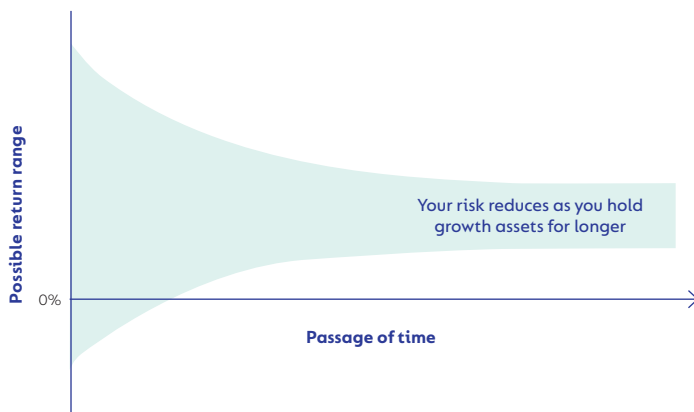 Possible return range
Your risk reduces as you hold
growth assets for longer
0%
Passage of time